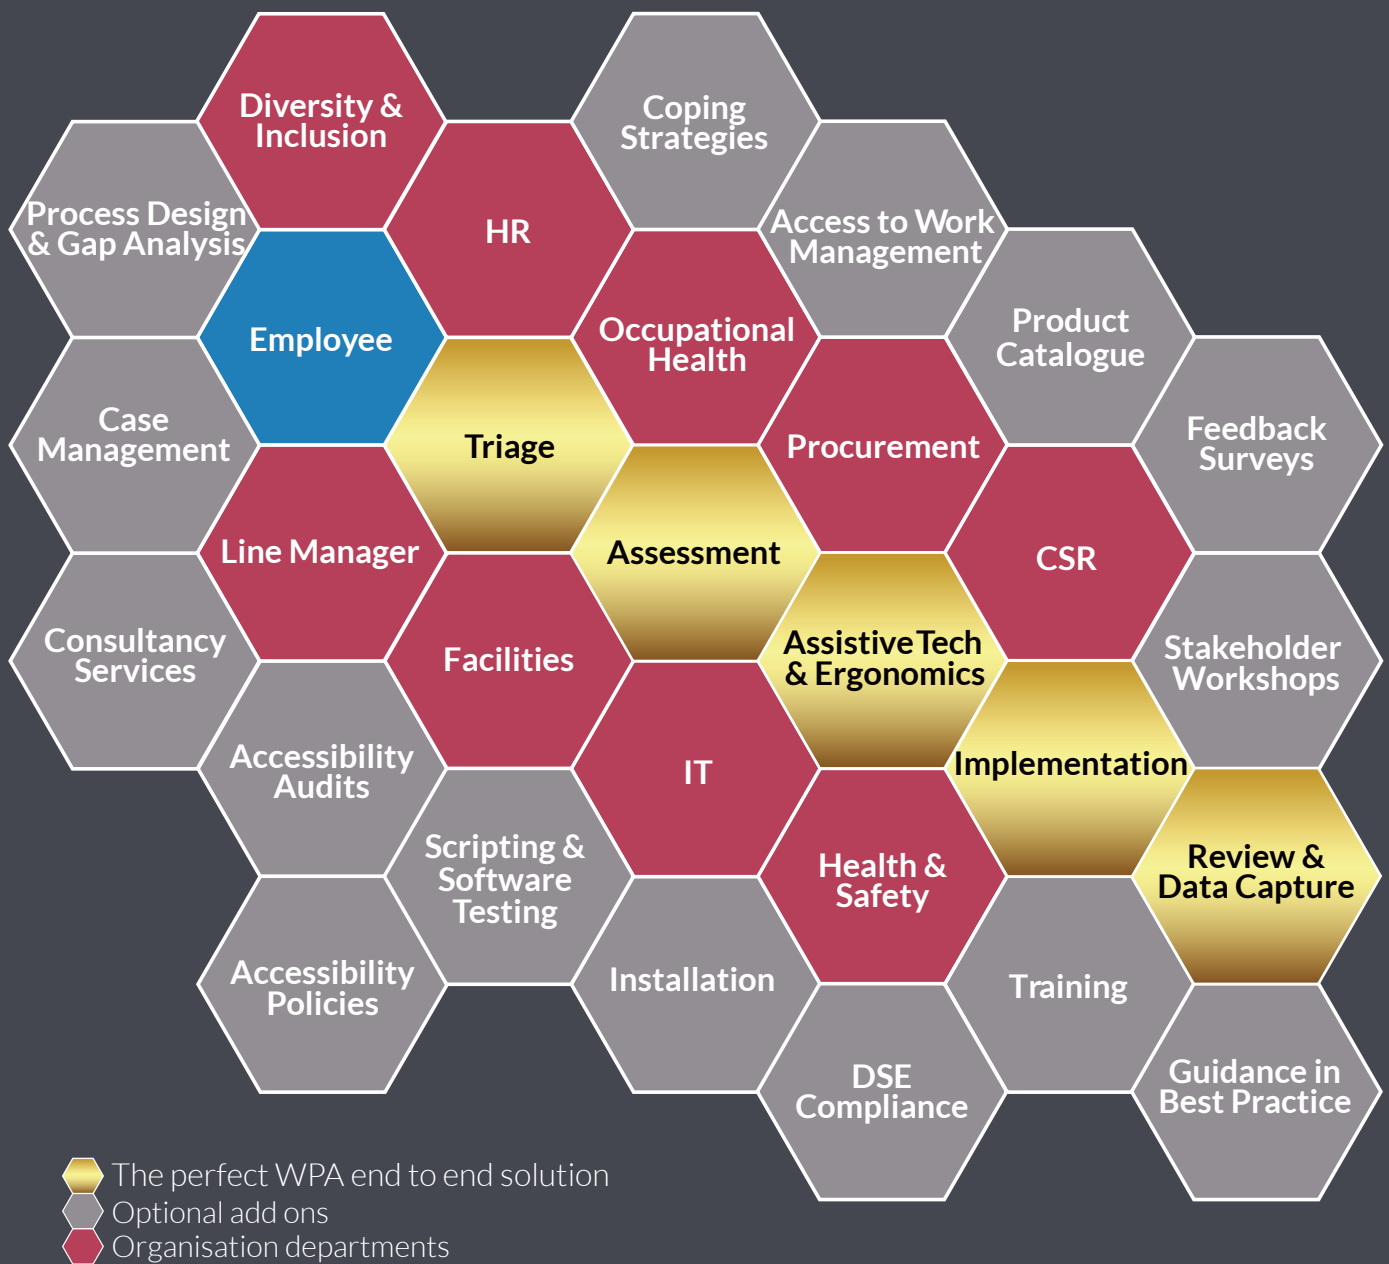 Diversity &
Inclusion
Coping
Strategies
Process Design
& Gap Analysis
HR
Access to Work
Management
Employee
Occupational
Health
Product
Catalogue
Case
Management
Triage
Procurement
Feedback
Surveys
Line Manager
Assessment
CSR
Consultancy
Services
Facilities
Assistive Tech
& Ergonomics
Stakeholder
Workshops
Accessibility
Audits
IT
Implementation
Scripting &
Software
Testing
Health &
Safety
Review &
Data Capture
Accessibility
Policies
Installation
Training
DSE
Compliance
Guidance in
Best Practice
The perfect WPA end to end solution
Optional add ons
Organisation departments